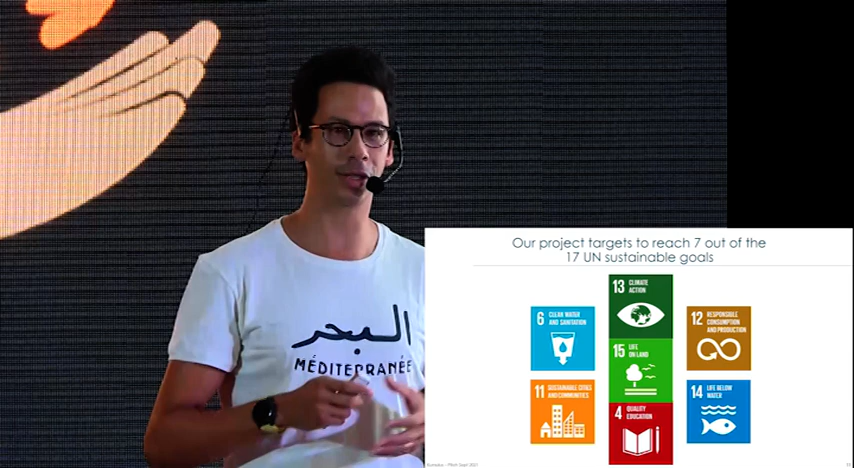 البحر
MÉDITERRANÉE
Our project targets to reach 7 out of the
17 UN sustainable goals
13 CLIMATE
ACTION
6 CLEAN WATER
AND SANITATION
12 RESPONSIBLE
CONSUMPTION
AND PRODUCTION
15 LIFE
ON LAND
11 SUSTAINABLE CITIES
AND COMMUNITIES
14 LIFE BELOW
WATER
4 QUALITY
EDUCATION